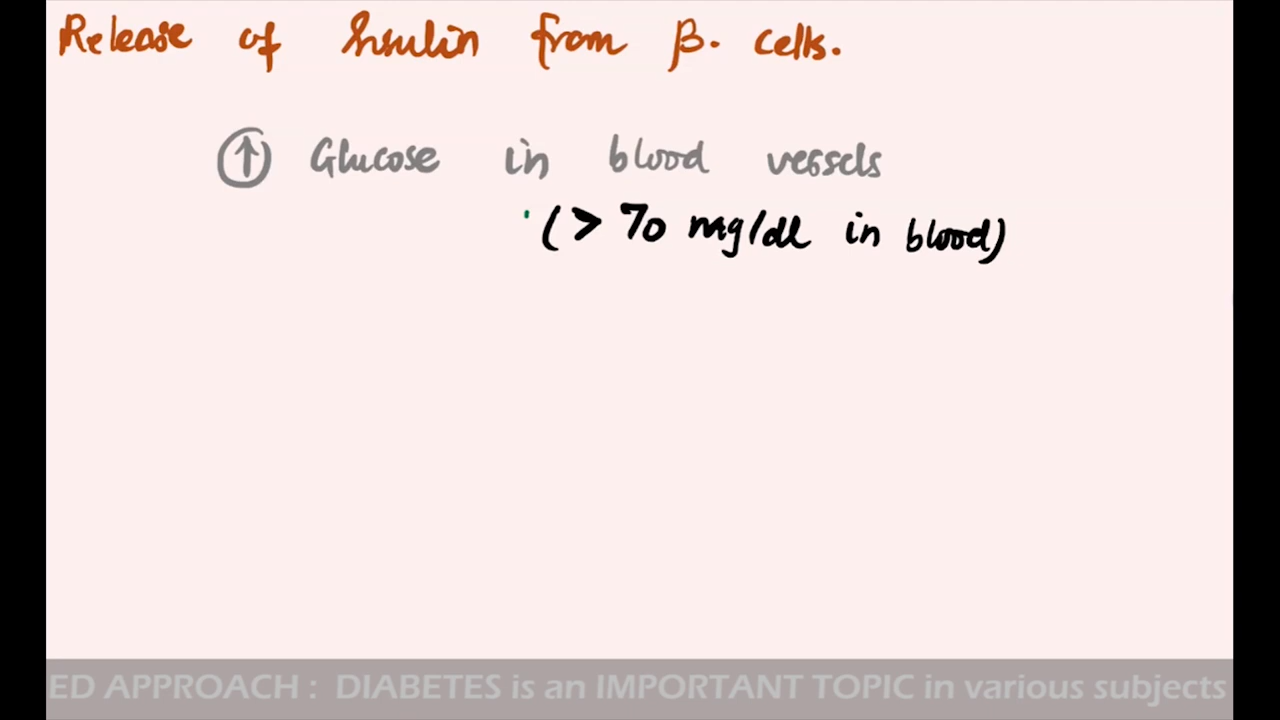 Release of Insulin from β. cells.
↑ Glucose in blood vessels
(> 70 mg/dl in blood)
ED APPROACH : DIABETES is an IMPORTANT TOPIC in various subjects